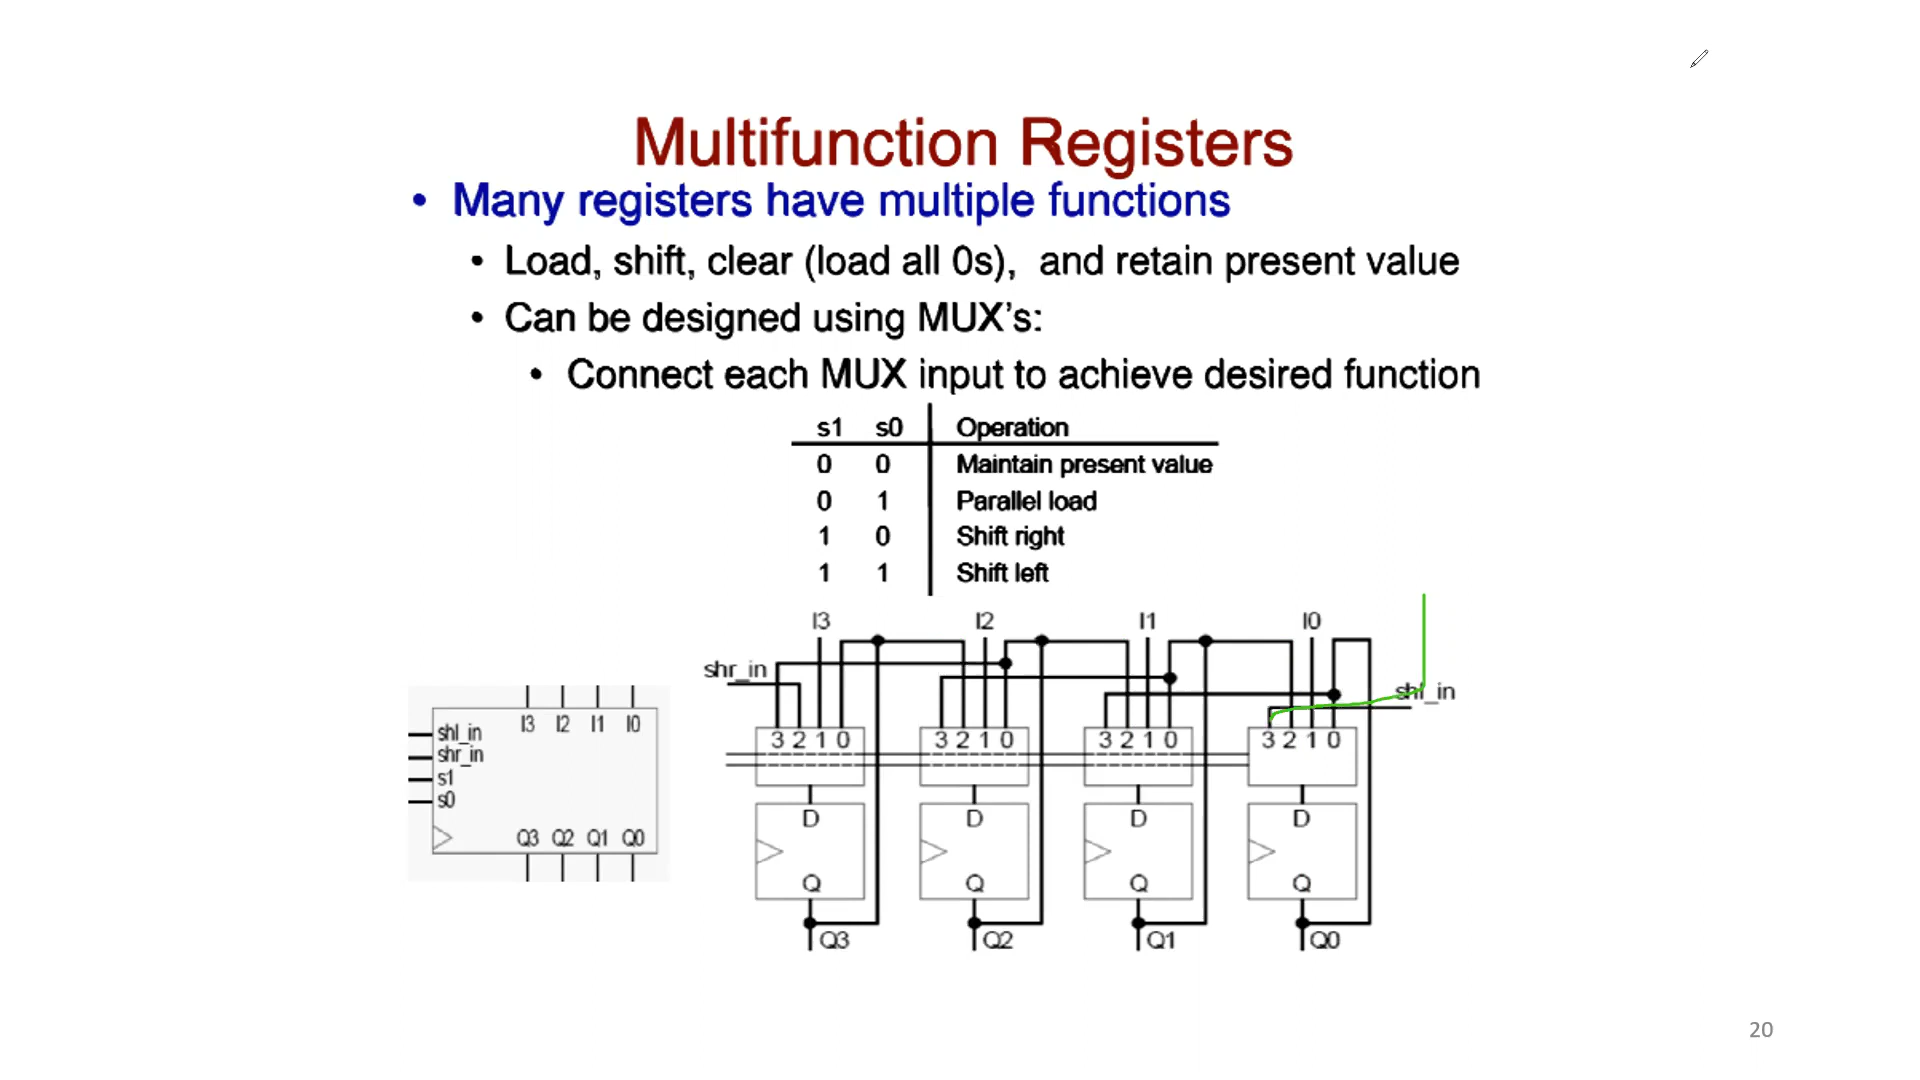 Multifunction Registers
• Many registers have multiple functions
• Load, shift, clear (load all 0s), and retain present value
• Can be designed using MUX's:
• Connect each MUX input to achieve desired function
s1 s0 Operation
0 0 Maintain present value
0 1 Parallel load
1 0 Shift right
1 1 Shift left
I3 I2 I1 I0
shr_in
shl_in
3 2 1 0 3 2 1 0 3 2 1 0 3 2 1 0
D D D D
Q Q Q Q
Q3 Q2 Q1 Q0
I3 I2 I1 I0
shl_in
shr_in
s1
s0
Q3 Q2 Q1 Q0
20